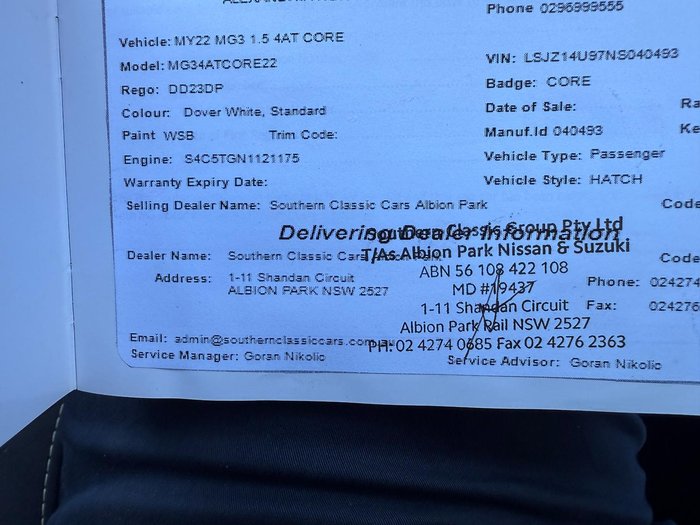 Phone 0296999555
Vehicle: MY22 MG3 1.5 4AT CORE
VIN: LSJZ14U97NS040493
Model: MG34ATCORE22
Badge: CORE
Rego: DD23DP
Date of Sale: Ra
Colour: Dover White, Standard
Manuf.Id 040493 Ke
Paint WSB Trim Code:
Vehicle Type: Passenger
Engine: S4C5TGN1121175
Vehicle Style: HATCH
Warranty Expiry Date:
Selling Dealer Name: Southern Classic Cars Albion Park Code
Delivering Dealer Information
Southern Classic Group Pty Ltd
T/As Albion Park Nissan & Suzuki
Dealer Name: Southern Classic Cars Code
ABN 56 108 422 108
Address: 1-11 Shandan Circuit
MD #19437 Phone: 024274
ALBION PARK NSW 2527
1-11 Shandan Circuit Fax: 024276
Albion Park Rail NSW 2527
Email: admin@southernclassiccars.com.au
PH: 02 4274 0685 Fax 02 4276 2363
Service Manager: Goran Nikolic Service Advisor: Goran Nikolic